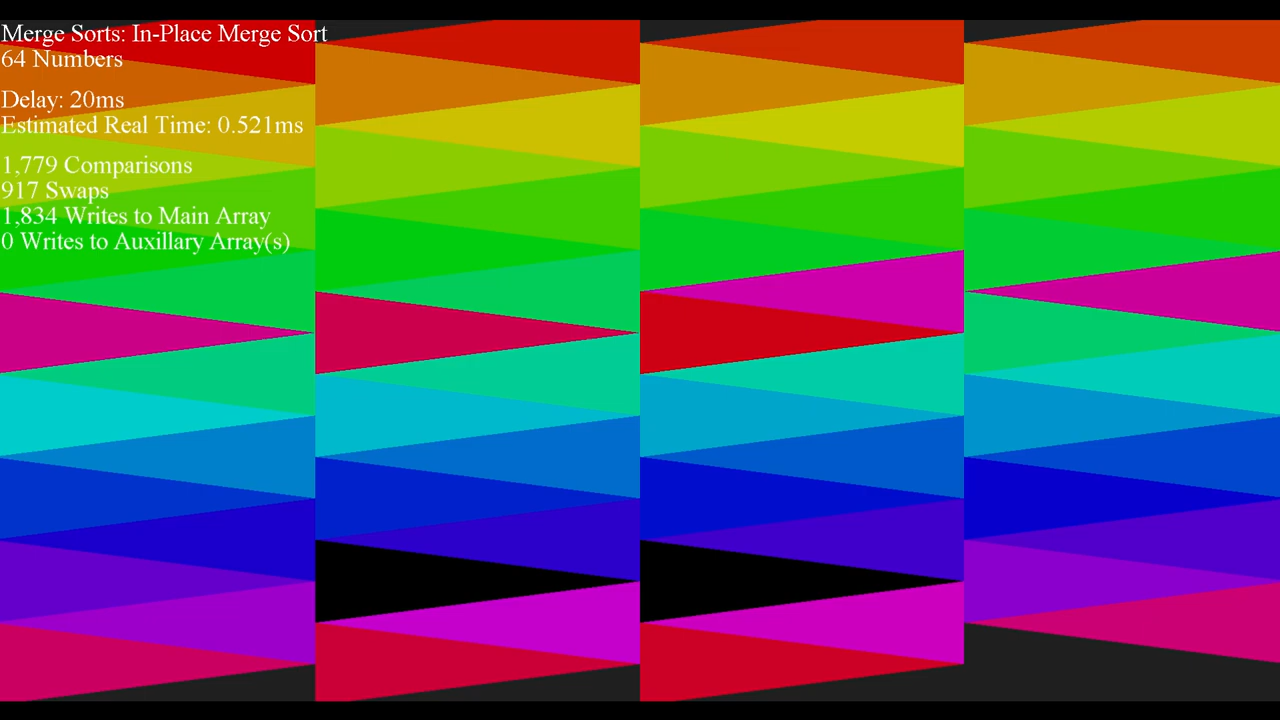 Merge Sorts: In-Place Merge Sort
64 Numbers
Delay: 20ms
Estimated Real Time: 0.521ms
1,779 Comparisons
917 Swaps
1,834 Writes to Main Array
0 Writes to Auxillary Array(s)